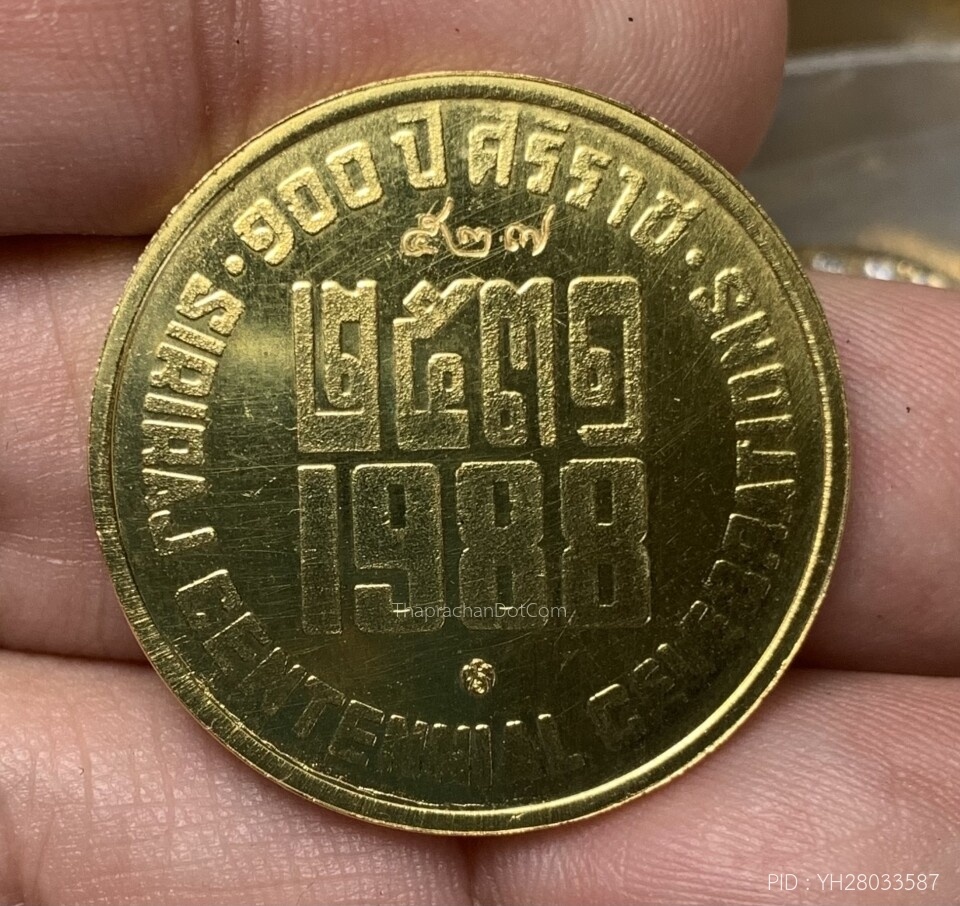 • ๑๐๐ ปี ศิริราช •
๕๒๗
๒๕๓๑
1988
SIRIRAJ CENTENNIAL CELEBRATIONS
ThaprachanDotCom
PID : YH28033587